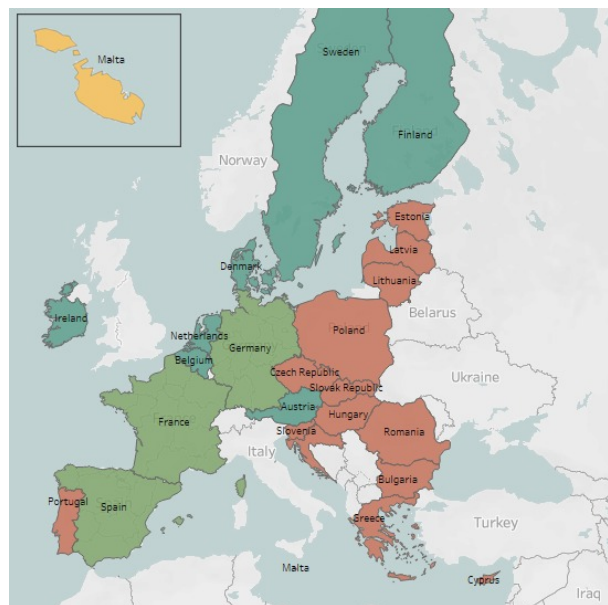 Malta
Sweden
Finland
Norway
Estonia
Latvia
Lithuania
Denmark
Belarus
Ireland
Netherlands
Belgium
Germany
Poland
Czech Republic
Ukraine
Slovak Republic
Austria
Hungary
France
Slovenia
Romania
Italy
Bulgaria
Portugal
Spain
Greece
Turkey
Malta
Cyprus
Iraq